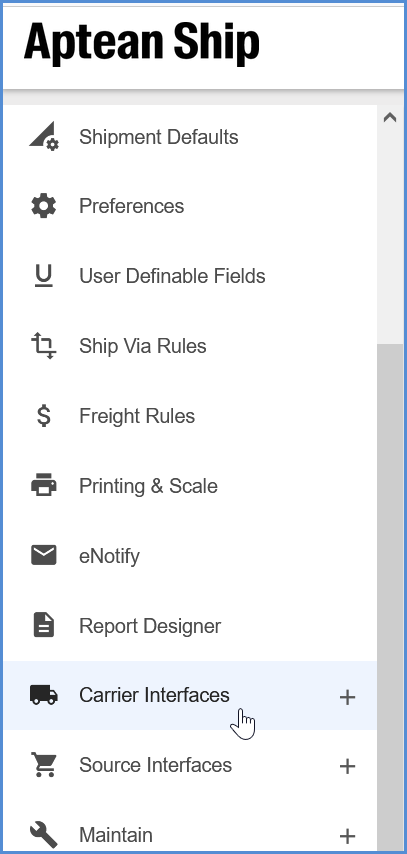 Aptean Ship
Shipment Defaults
Preferences
User Definable Fields
Ship Via Rules
Freight Rules
Printing & Scale
eNotify
Report Designer
Carrier Interfaces +
Source Interfaces +
Maintain +